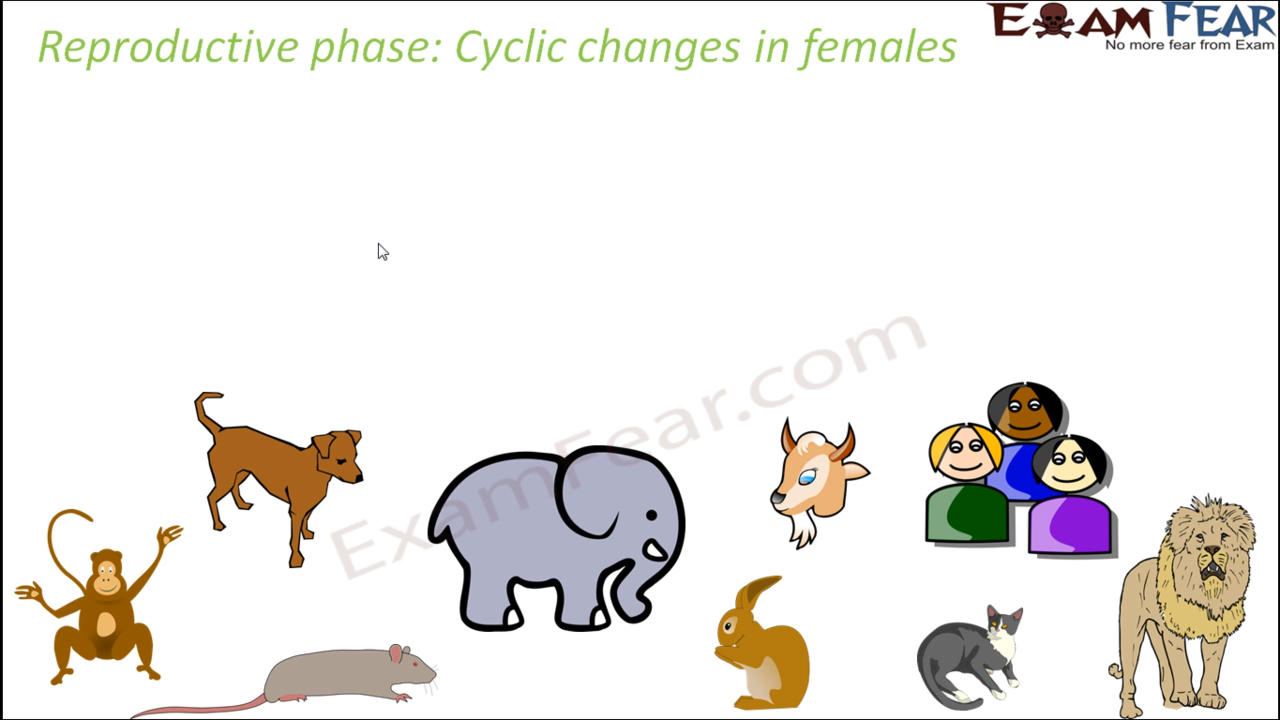 Reproductive phase: Cyclic changes in females
EXAM FEAR
No more fear from Exam
ExamFear.com